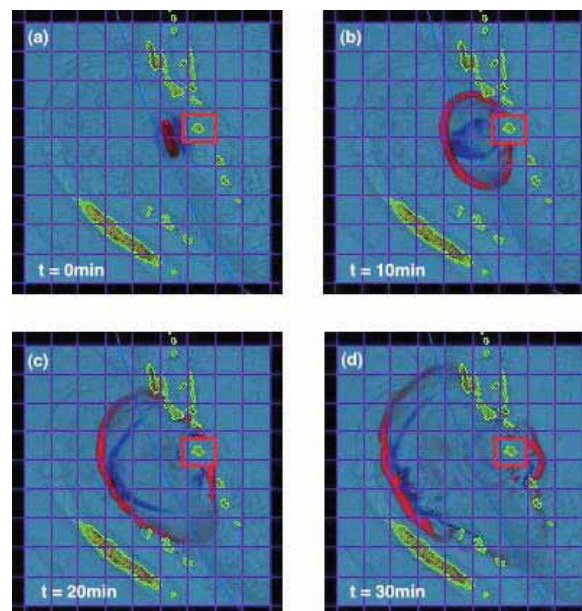 (a)
t = 0min
(b)
t = 10min
(c)
t = 20min
(d)
t = 30min